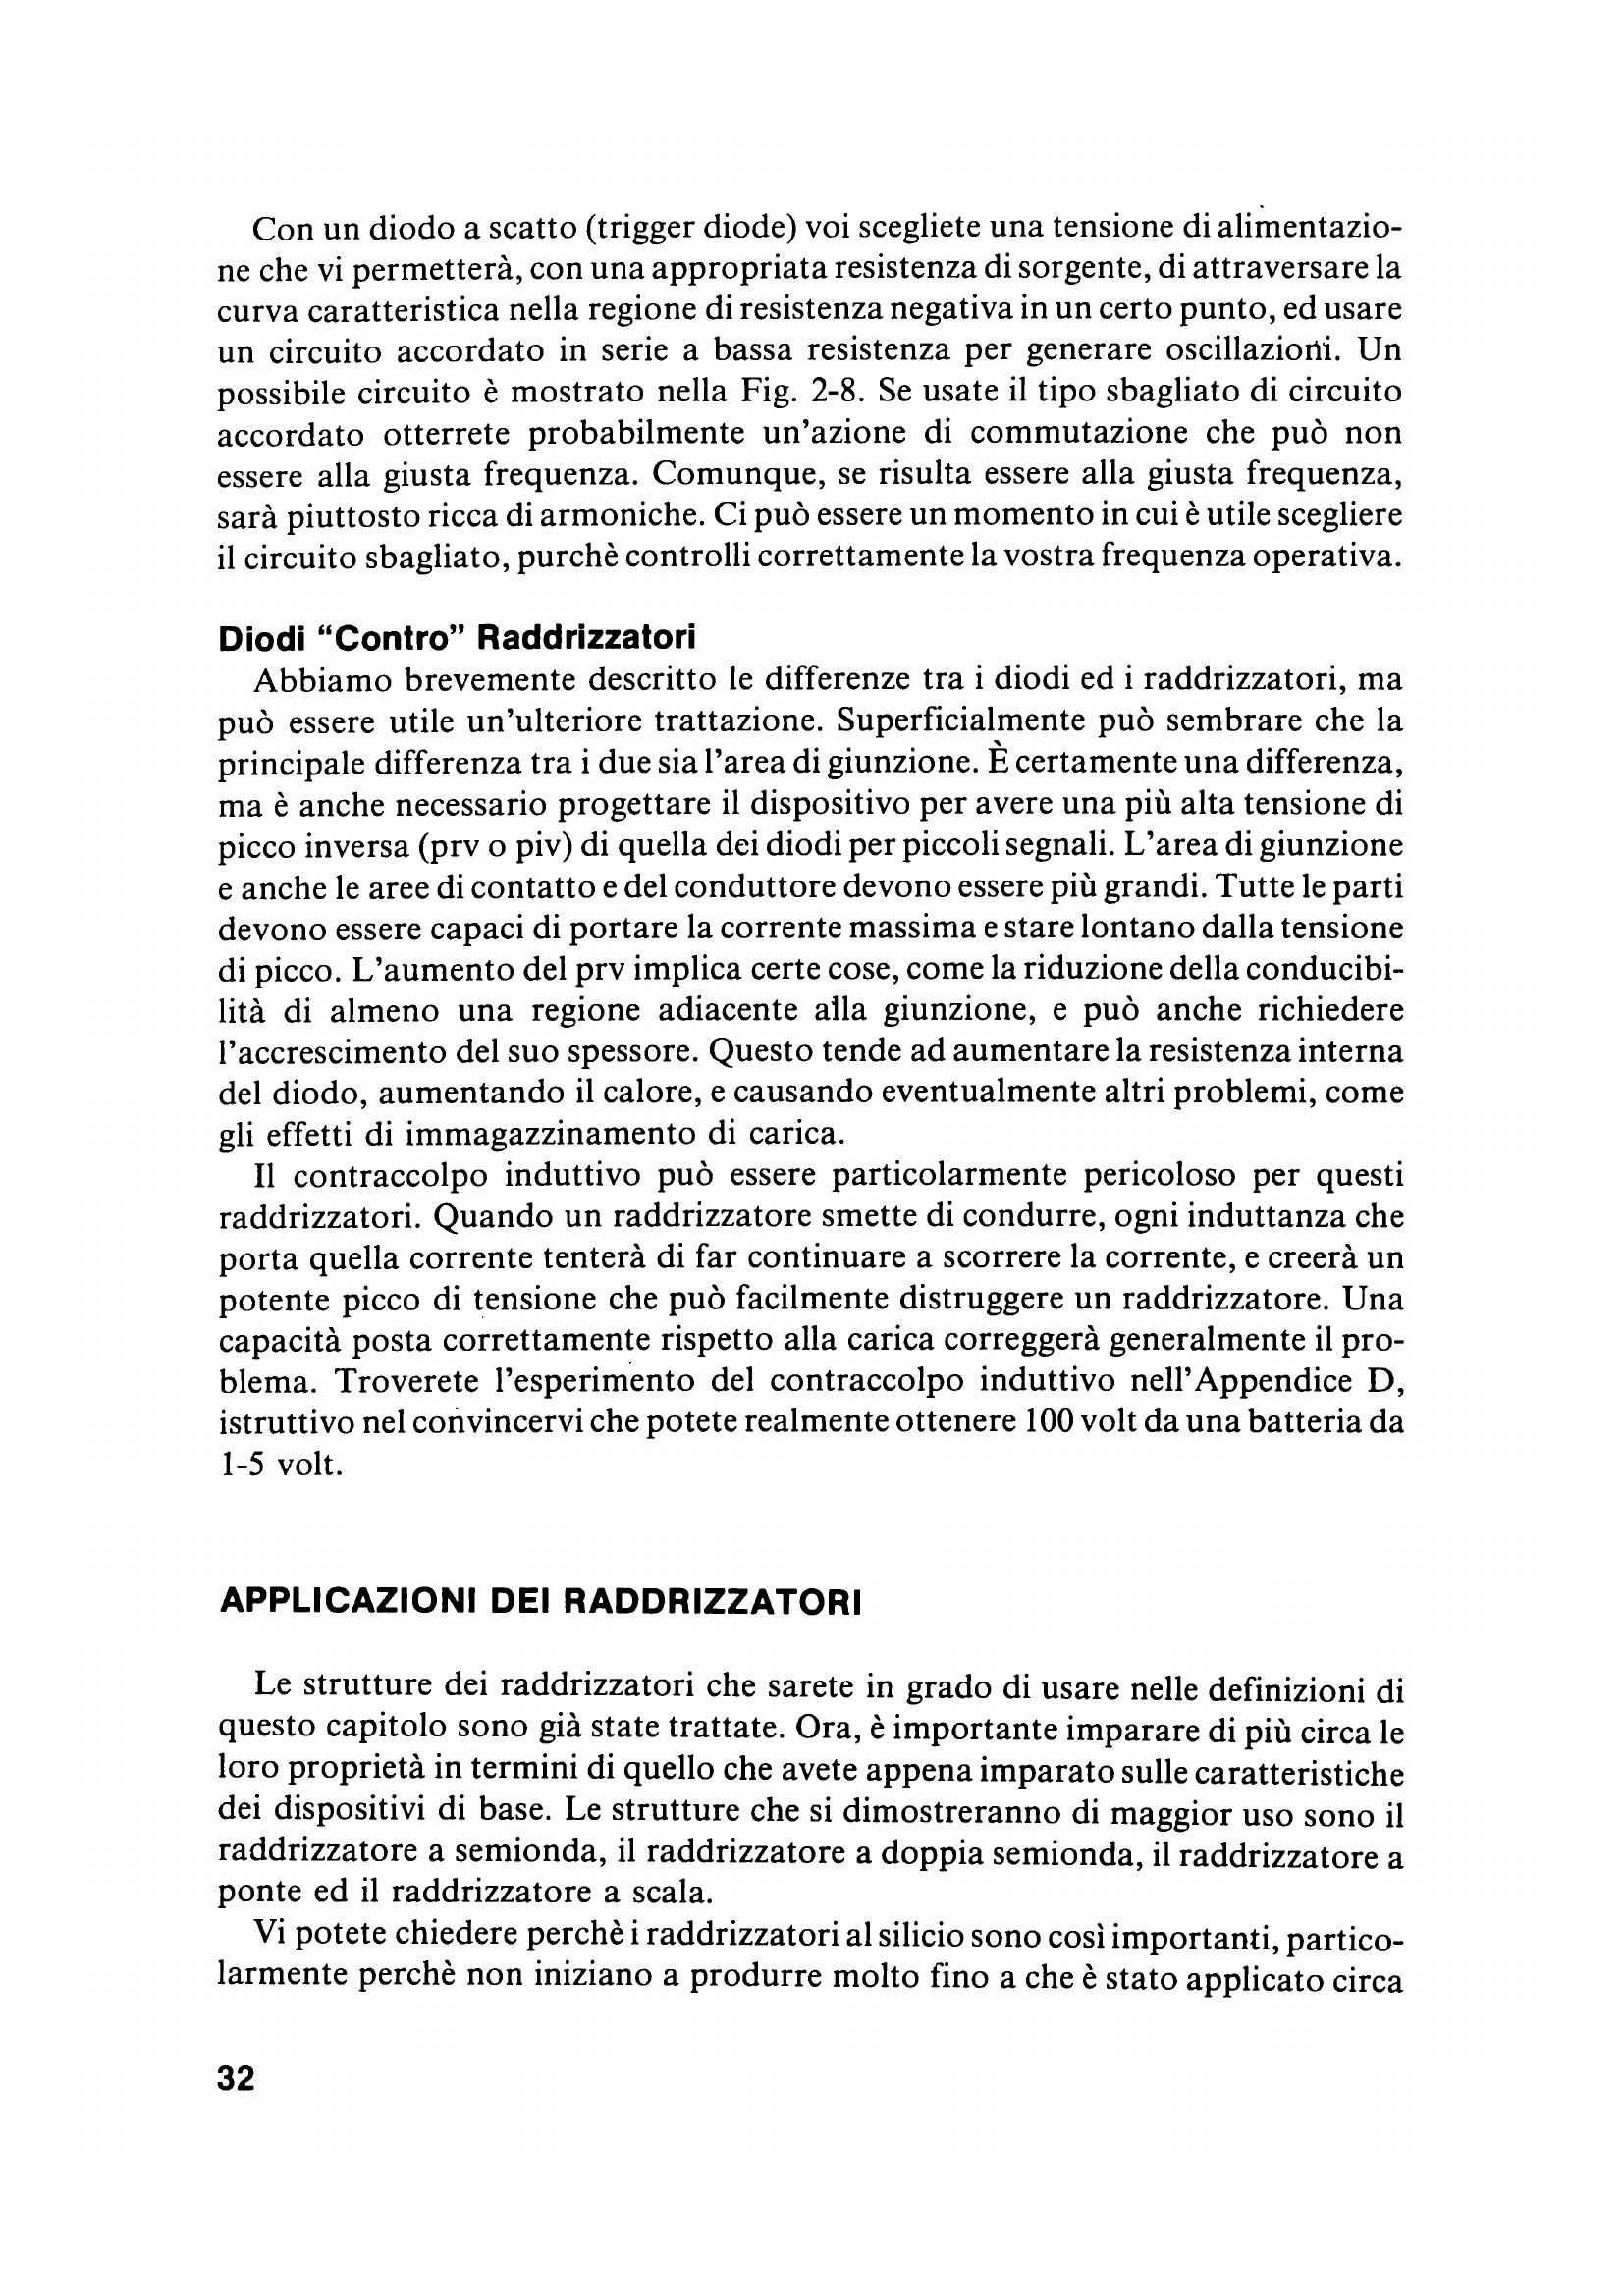 Con un diodo a scatto (trigger diode) voi scegliete una tensione di alimentazio-
ne che vi permetterà, con una appropriata resistenza di sorgente, di attraversare la
curva caratteristica nella regione di resistenza negativa in un certo punto, ed usare
un circuito accordato in serie a bassa resistenza per generare oscillazioni. Un
possibile circuito è mostrato nella Fig. 2-8. Se usate il tipo sbagliato di circuito
accordato otterrete probabilmente un'azione di commutazione che può non
essere alla giusta frequenza. Comunque, se risulta essere alla giusta frequenza,
sarà piuttosto ricca di armoniche. Ci può essere un momento in cui è utile scegliere
il circuito sbagliato, purchè controlli correttamente la vostra frequenza operativa.
Diodi “Contro” Raddrizzatori
Abbiamo brevemente descritto le differenze tra i diodi ed i raddrizzatori, ma
può essere utile un'ulteriore trattazione. Superficialmente può sembrare che la
principale differenza tra i due sia l'area di giunzione. È certamente una differenza,
ma è anche necessario progettare il dispositivo per avere una più alta tensione di
picco inversa (prv o piv) di quella dei diodi per piccoli segnali. L'area di giunzione
e anche le aree di contatto e del conduttore devono essere più grandi. Tutte le parti
devono essere capaci di portare la corrente massima e stare lontano dalla tensione
di picco. L'aumento del prv implica certe cose, come la riduzione della conducibi-
lità di almeno una regione adiacente alla giunzione, e può anche richiedere
l'accrescimento del suo spessore. Questo tende ad aumentare la resistenza interna
del diodo, aumentando il calore, e causando eventualmente altri problemi, come
gli effetti di immagazzinamento di carica.
Il contraccolpo induttivo può essere particolarmente pericoloso per questi
raddrizzatori. Quando un raddrizzatore smette di condurre, ogni induttanza che
porta quella corrente tenterà di far continuare a scorrere la corrente, e creerà un
potente picco di tensione che può facilmente distruggere un raddrizzatore. Una
capacità posta correttamente rispetto alla carica correggerà generalmente il pro-
blema. Troverete l'esperimento del contraccolpo induttivo nell'Appendice D,
istruttivo nel convincervi che potete realmente ottenere 100 volt da una batteria da
1-5 volt.
APPLICAZIONI DEI RADDRIZZATORI
Le strutture dei raddrizzatori che sarete in grado di usare nelle definizioni di
questo capitolo sono già state trattate. Ora, è importante imparare di più circa le
loro proprietà in termini di quello che avete appena imparato sulle caratteristiche
dei dispositivi di base. Le strutture che si dimostreranno di maggior uso sono il
raddrizzatore a semionda, il raddrizzatore a doppia semionda, il raddrizzatore a
ponte ed il raddrizzatore a scala.
Vi potete chiedere perchè i raddrizzatori al silicio sono così importanti, partico-
larmente perchè non iniziano a produrre molto fino a che è stato applicato circa
32